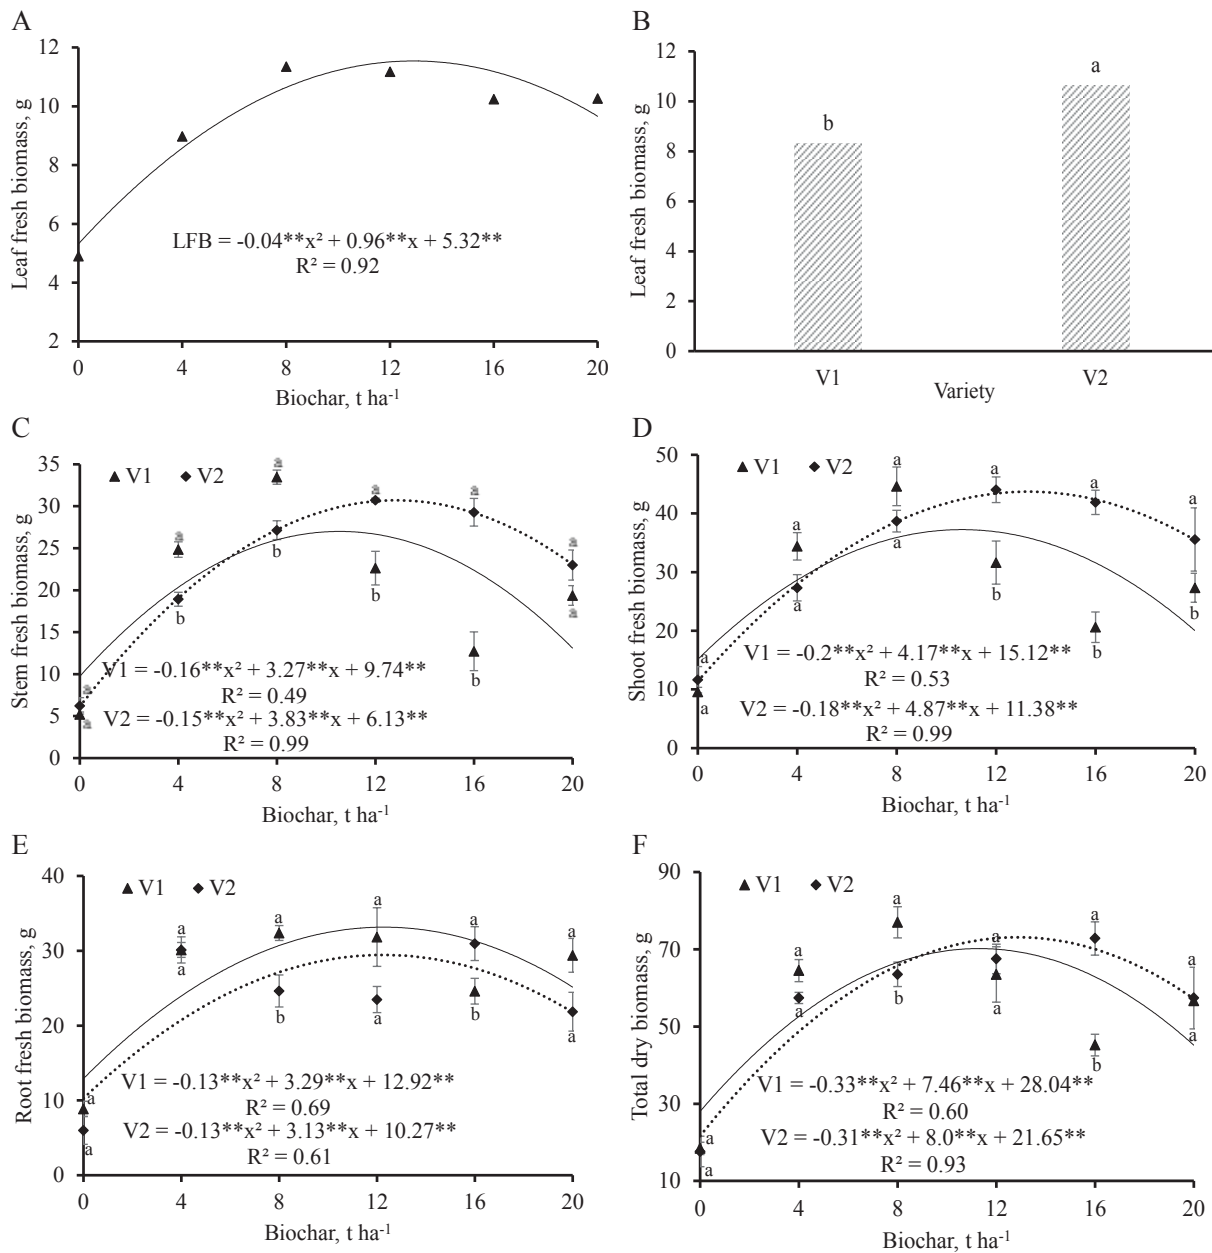 A
Leaf fresh biomass, g
12
10
8
6
4
2
LFB = -0.04**x² + 0.96**x + 5.32**
R² = 0.92
0 4 8 12 16 20
Biochar, t ha⁻¹
B
Leaf fresh biomass, g
12
10
8
6
4
2
0
b
a
V1 V2
Variety
C
Stem fresh biomass, g
35
30
25
20
15
10
5
0
V1 V2
a
a
a
a
a
b
b
b
b
a
a
a
V1 = -0.16**x² + 3.27**x + 9.74**
R² = 0.49
V2 = -0.15**x² + 3.83**x + 6.13**
R² = 0.99
0 4 8 12 16 20
Biochar, t ha⁻¹
D
Shoot fresh biomass, g
50
40
30
20
10
0
V1 V2
a
a
a
a
a
a
a
a
b
b
b
a
V1 = -0.2**x² + 4.17**x + 15.12**
R² = 0.53
V2 = -0.18**x² + 4.87**x + 11.38**
R² = 0.99
0 4 8 12 16 20
Biochar, t ha⁻¹
E
Root fresh biomass, g
40
30
20
10
0
V1 V2
a
a
a
a
a
a
a
b
a
b
a
a
V1 = -0.13**x² + 3.29**x + 12.92**
R² = 0.69
V2 = -0.13**x² + 3.13**x + 10.27**
R² = 0.61
0 4 8 12 16 20
Biochar, t ha⁻¹
F
Total dry biomass, g
90
70
50
30
10
V1 V2
a
a
a
a
a
a
a
b
a
b
a
a
V1 = -0.33**x² + 7.46**x + 28.04**
R² = 0.60
V2 = -0.31**x² + 8.0**x + 21.65**
R² = 0.93
0 4 8 12 16 20
Biochar, t ha⁻¹